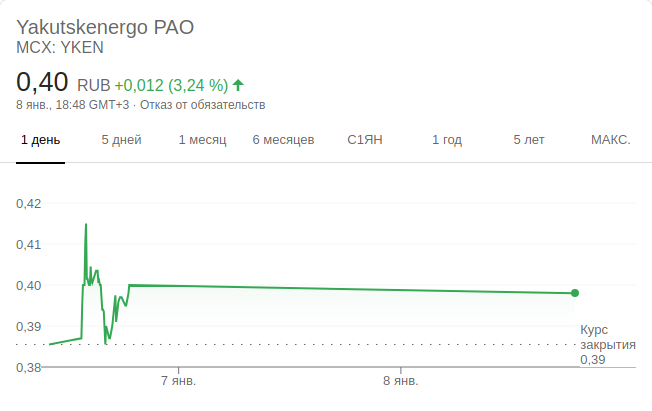 Yakutskenergo PAO
MCX: YKEN
0,40 RUB +0,012 (3,24 %)
8 янв., 18:48 GMT+3 · Отказ от обязательств
1 день 5 дней 1 месяц 6 месяцев С1ЯН 1 год 5 лет МАКС.
0,42
0,41
0,40
0,39
0,38
Курс
закрытия
0,39
7 янв. 8 янв.